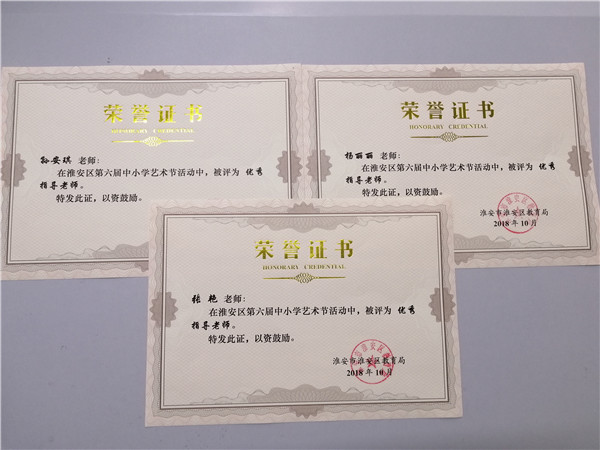 荣誉证书
HONORARY CREDENTIAL
孙安琪 老师：
在淮安区第六届中小学艺术节活动中，被评为 优秀
指导老师。
特发此证，以资鼓励。
荣誉证书
HONORARY CREDENTIAL
杨丽丽 老师：
在淮安区第六届中小学艺术节活动中，被评为 优秀
指导老师。
特发此证，以资鼓励。
淮安市淮安区教育局
2018 年 10 月
荣誉证书
HONORARY CREDENTIAL
张 艳 老师：
在淮安区第六届中小学艺术节活动中，被评为 优秀
指导老师。
特发此证，以资鼓励。
淮安市淮安区教育局
2018 年 10 月